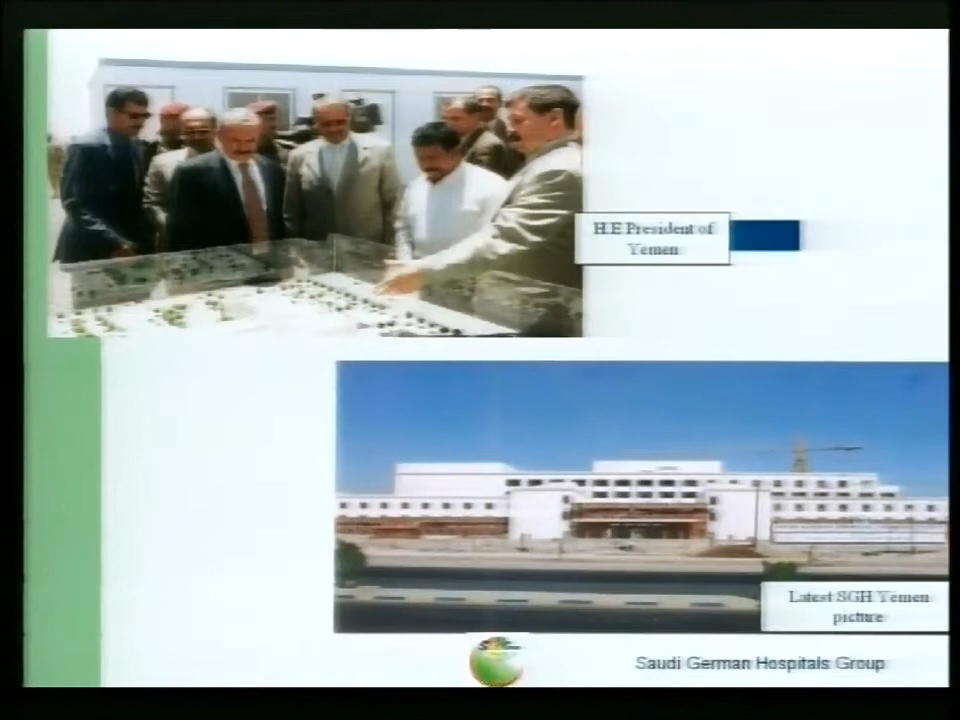 H.E President of
Yemen
Latest SGH Yemen
picture
Saudi German Hospitals Group